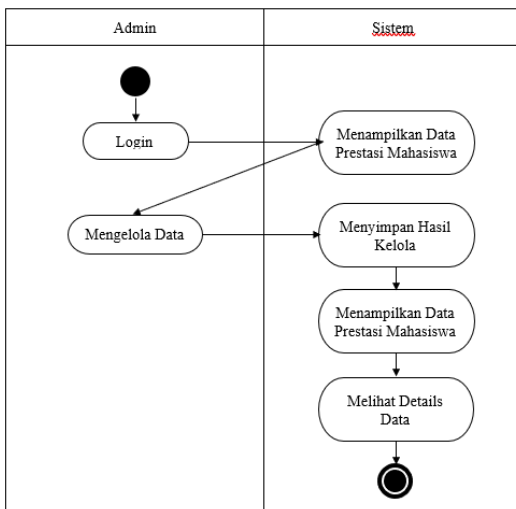 Admin
Sistem
Login
Menampilkan Data
Prestasi Mahasiswa
Mengelola Data
Menyimpan Hasil
Kelola
Menampilkan Data
Prestasi Mahasiswa
Melihat Details
Data